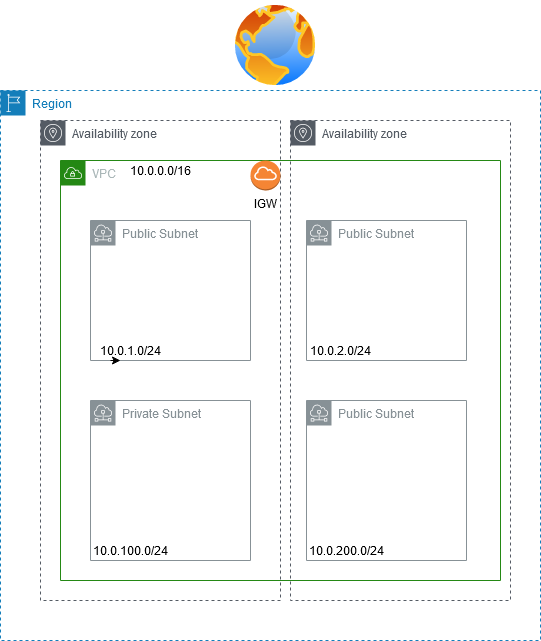 Region
Availability zone
Availability zone
VPC 10.0.0.0/16
IGW
Public Subnet
Public Subnet
10.0.1.0/24
10.0.2.0/24
Private Subnet
Public Subnet
10.0.100.0/24
10.0.200.0/24